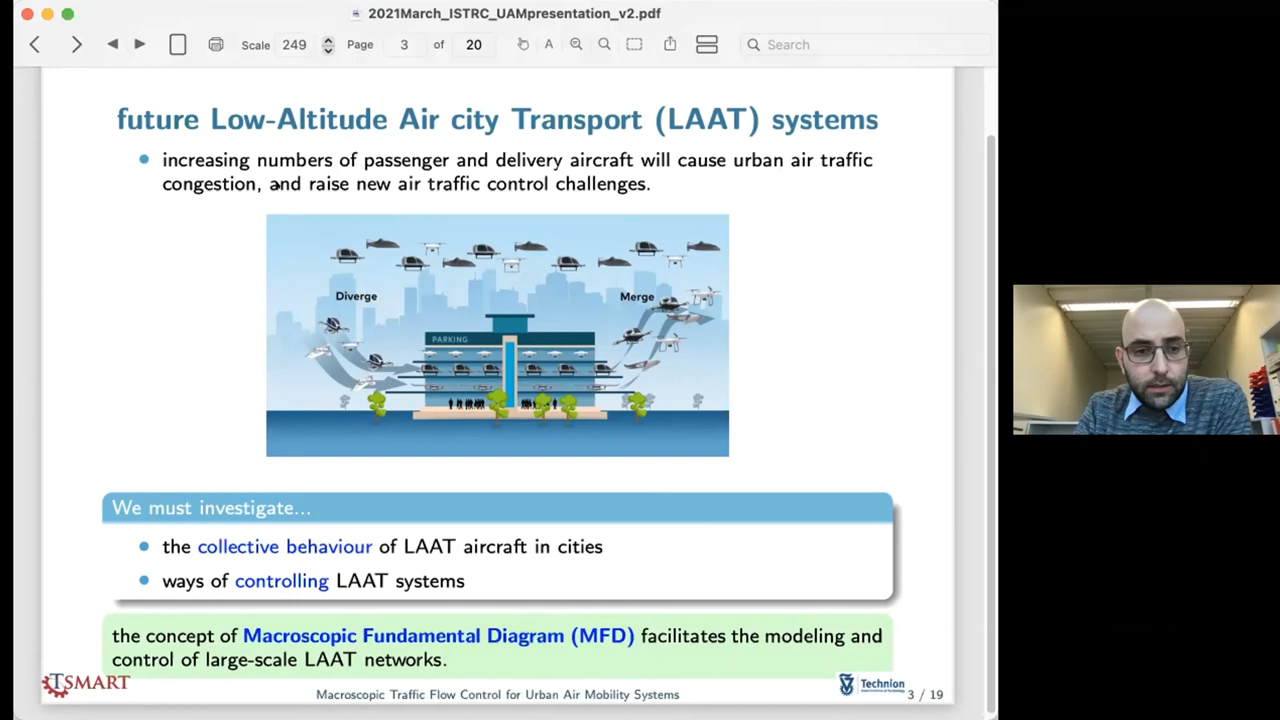 2021March_ISTRC_UAMpresentation_v2.pdf
Scale 249 Page 3 of 20 Search
future Low-Altitude Air city Transport (LAAT) systems
increasing numbers of passenger and delivery aircraft will cause urban air traffic
congestion, and raise new air traffic control challenges.
Diverge
Merge
PARKING
We must investigate...
the collective behaviour of LAAT aircraft in cities
ways of controlling LAAT systems
the concept of Macroscopic Fundamental Diagram (MFD) facilitates the modeling and
control of large-scale LAAT networks.
TSMART
Macroscopic Traffic Flow Control for Urban Air Mobility Systems
Technion
3 / 19